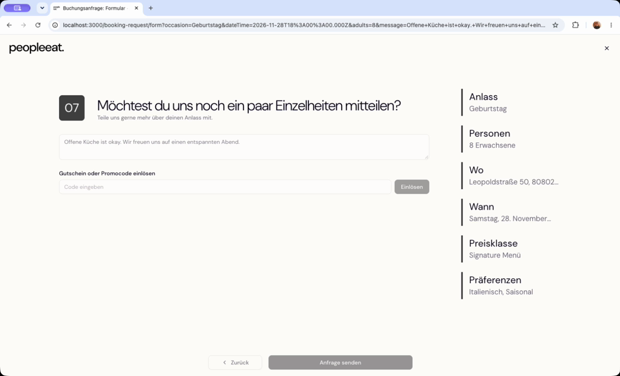 Buchungsanfrage: Formular
localhost:3000/booking-request/form?occasion=Geburtstag&dateTime=2026-11-28T18%3A00%3A00.000Z&adults=8&message=Offene+Küche+ist+okay.+Wir+freuen+uns+auf+ein...
peopleeat.
07
Möchtest du uns noch ein paar Einzelheiten mitteilen?
Teile uns gerne mehr über deinen Anlass mit.
Offene Küche ist okay. Wir freuen uns auf einen entspannten Abend.
Gutschein oder Promocode einlösen
Code eingeben
Einlösen
Anlass
Geburtstag
Personen
8 Erwachsene
Wo
Leopoldstraße 50, 80802...
Wann
Samstag, 28. November...
Preisklasse
Signature Menü
Präferenzen
Italienisch, Saisonal
Zurück
Anfrage senden